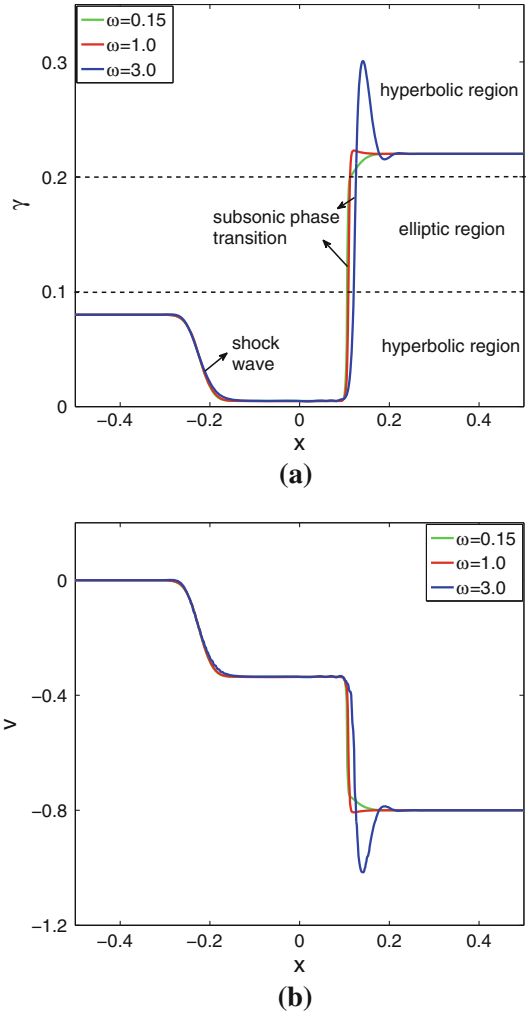 ω=0.15
ω=1.0
ω=3.0
hyperbolic region
subsonic phase
transition
elliptic region
shock
wave
hyperbolic region
0.3
0.2
0.1
0
γ
−0.4
−0.2
0
0.2
0.4
x
(a)
ω=0.15
ω=1.0
ω=3.0
0
−0.4
−0.8
−1.2
v
−0.4
−0.2
0
0.2
0.4
x
(b)